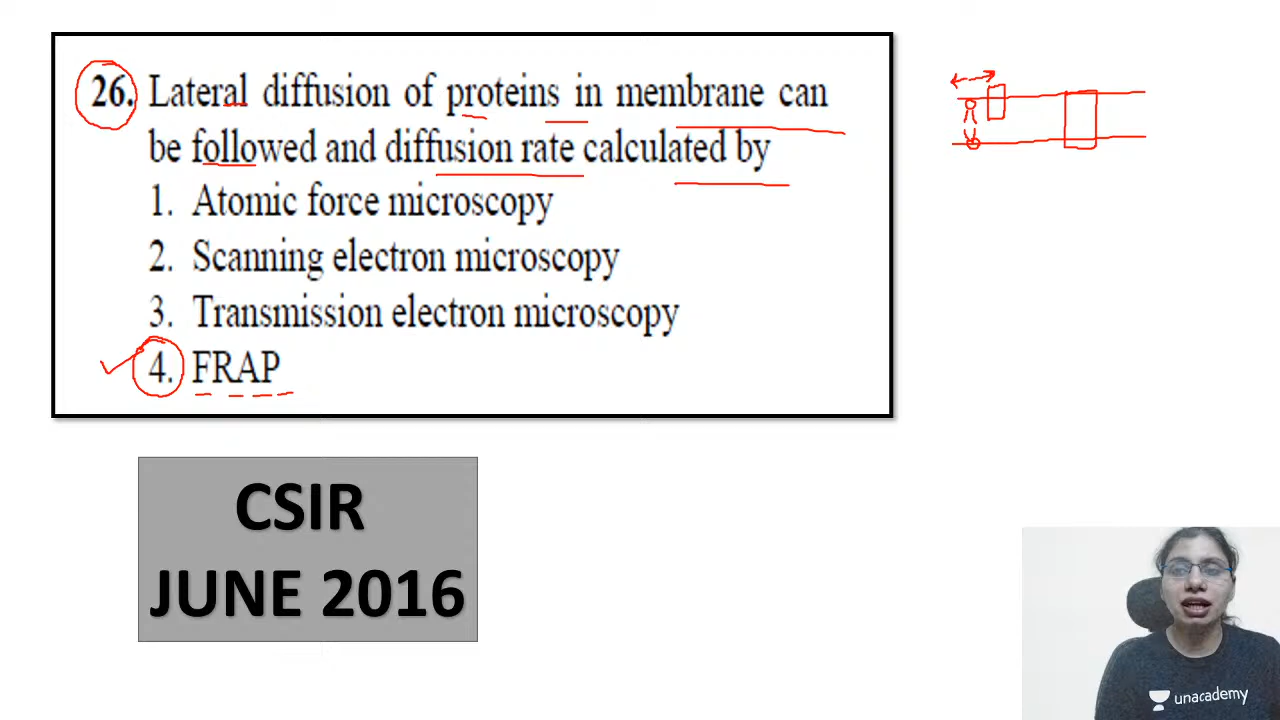 26. Lateral diffusion of proteins in membrane can
be followed and diffusion rate calculated by
1. Atomic force microscopy
2. Scanning electron microscopy
3. Transmission electron microscopy
4. FRAP
CSIR
JUNE 2016
unacademy